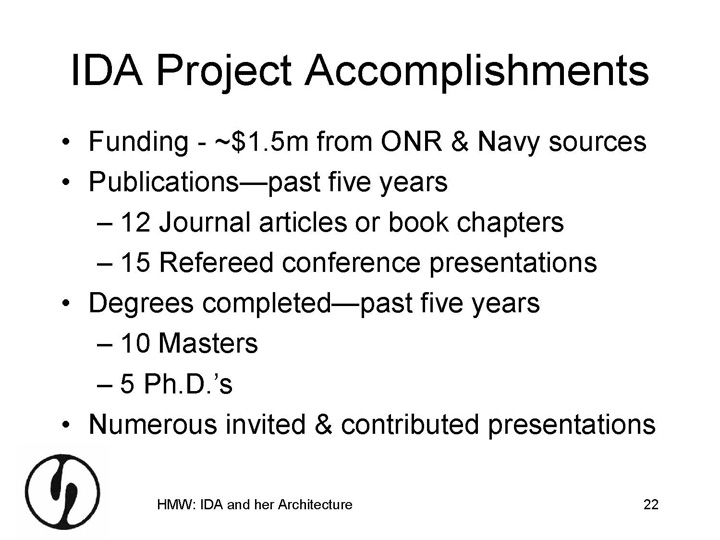 IDA Project Accomplishments
• Funding - ~$1.5m from ONR & Navy sources
• Publications—past five years
– 12 Journal articles or book chapters
– 15 Refereed conference presentations
• Degrees completed—past five years
– 10 Masters
– 5 Ph.D.’s
• Numerous invited & contributed presentations
HMW: IDA and her Architecture
22